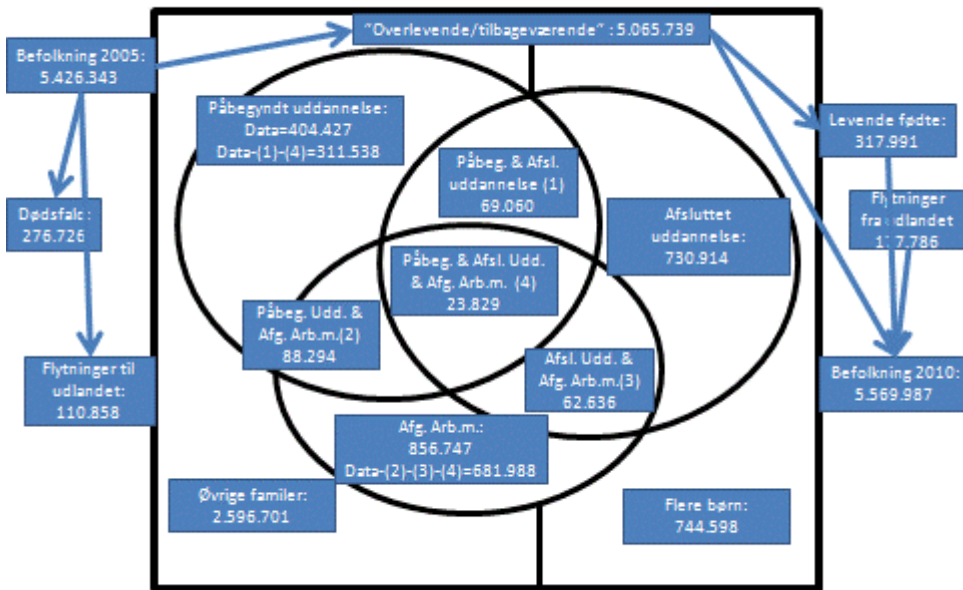 "Overlevende/tilbageværende" : 5.065.739
Befolkning 2005:
5.426.343
Påbegyndt uddannelse:
Data=404.427
Data-(1)-(4)=311.538
Levende fødte:
317.991
Påbeg. & Afsl.
uddannelse (1)
69.060
Dødsfald:
276.726
Afsluttet
uddannelse:
730.914
Flytninger
fra udlandet
177.786
Påbeg. & Afsl. Udd.
& Afg. Arb.m. (4)
23.829
Påbeg. Udd. &
Afg. Arb.m.(2)
88.294
Flytninger til
udlandet:
110.858
Afsl. Udd. &
Afg. Arb.m.(3)
62.636
Befolkning 2010:
5.569.987
Afg. Arb.m.:
856.747
Data-(2)-(3)-(4)=681.988
Øvrige familer:
2.596.701
Flere børn:
744.598